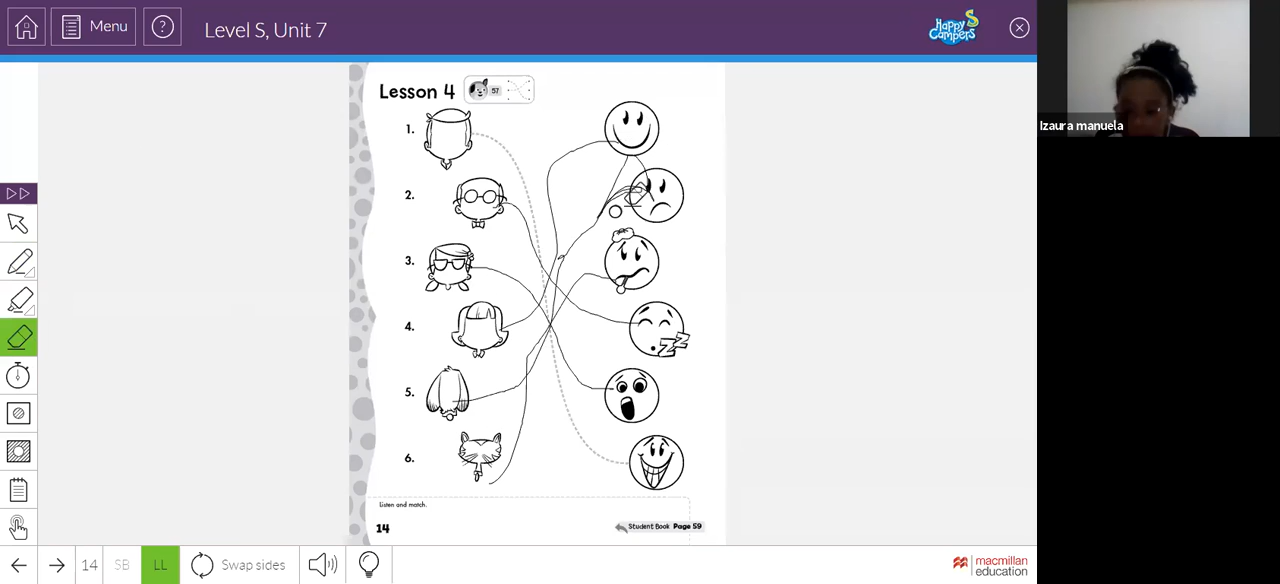 Menu
?
Level S, Unit 7
Happy Campers S
Izaura manuela
Lesson 4
57
1.
2.
3.
4.
5.
6.
ZZ
Listen and match.
14
Student Book Page 59
14
SB
LL
Swap sides
macmillan
education